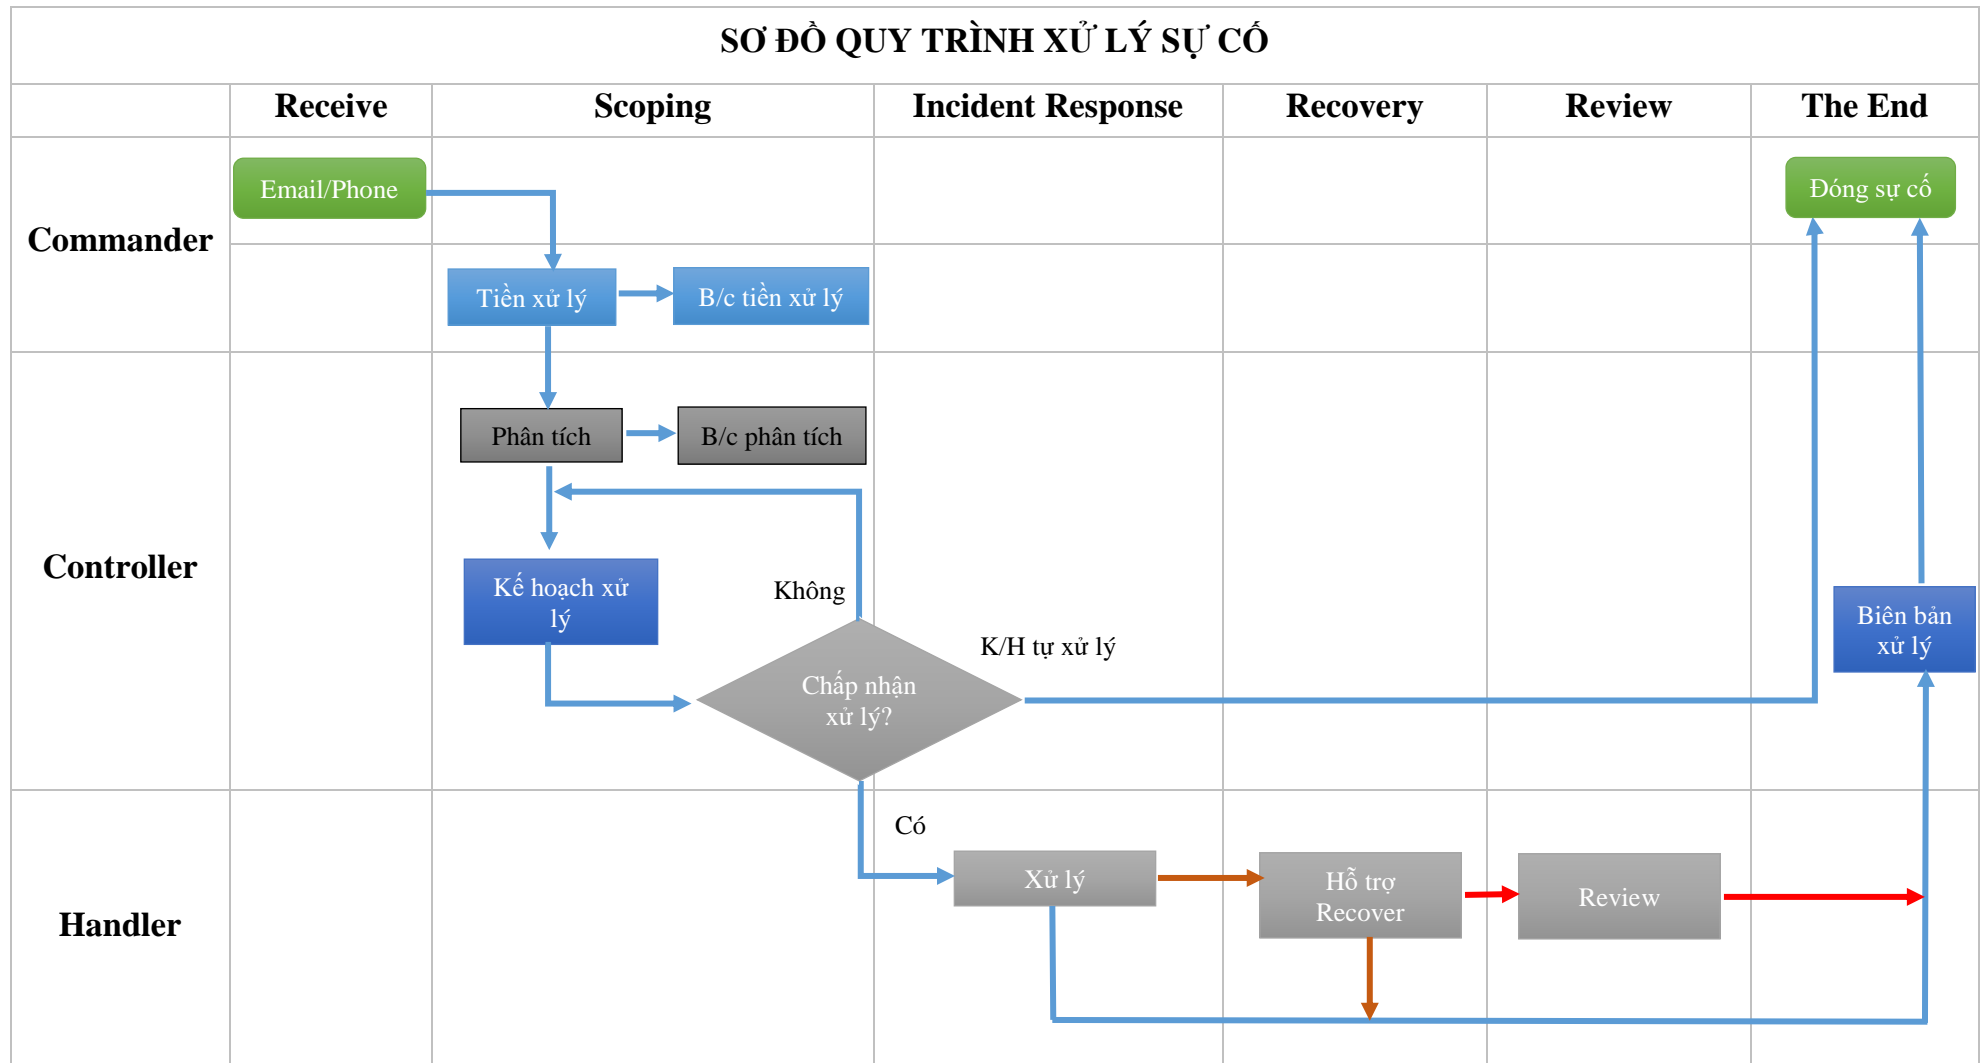 SƠ ĐỒ QUY TRÌNH XỬ LÝ SỰ CỐ
Receive
Scoping
Incident Response
Recovery
Review
The End
Commander
Email/Phone
Đóng sự cố
Tiền xử lý
B/c tiền xử lý
Controller
Phân tích
B/c phân tích
Kế hoạch xử
lý
Không
K/H tự xử lý
Chấp nhận
xử lý?
Biên bản
xử lý
Handler
Có
Xử lý
Hỗ trợ
Recover
Review